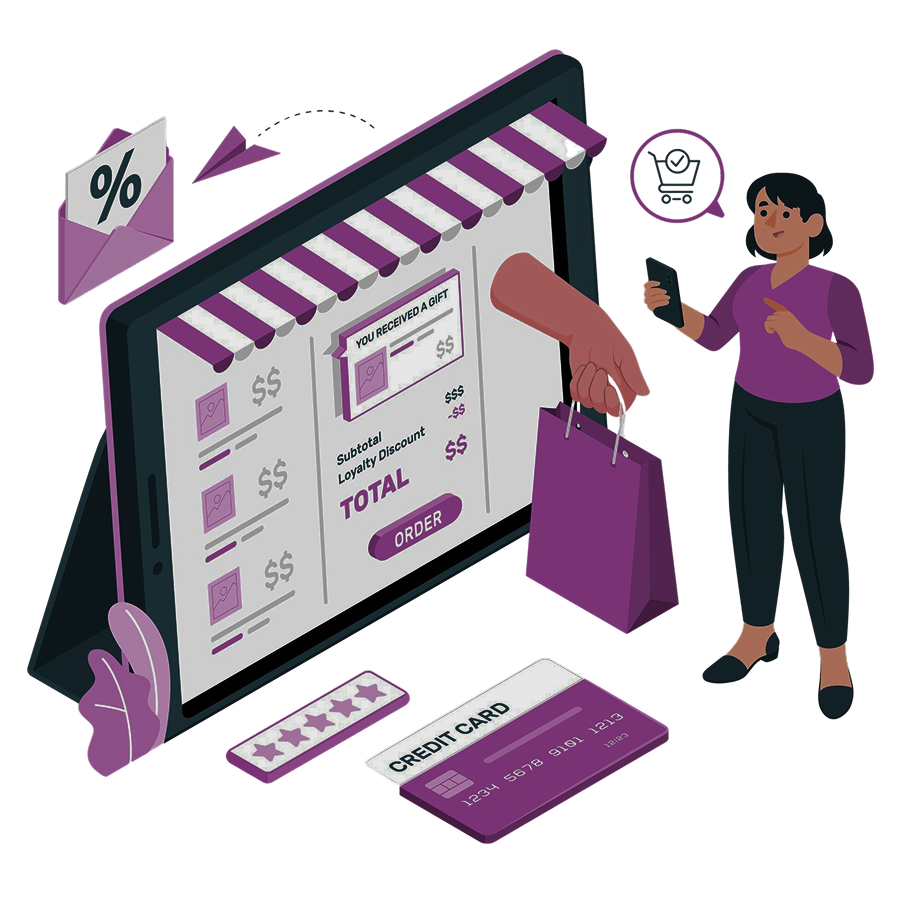 %
YOU RECEIVED A GIFT
$$
$$
$$
$$
Subtotal $$$
Loyalty Discount -$$
TOTAL $$
ORDER
CREDIT CARD
1234 5678 9101 1213
12/23